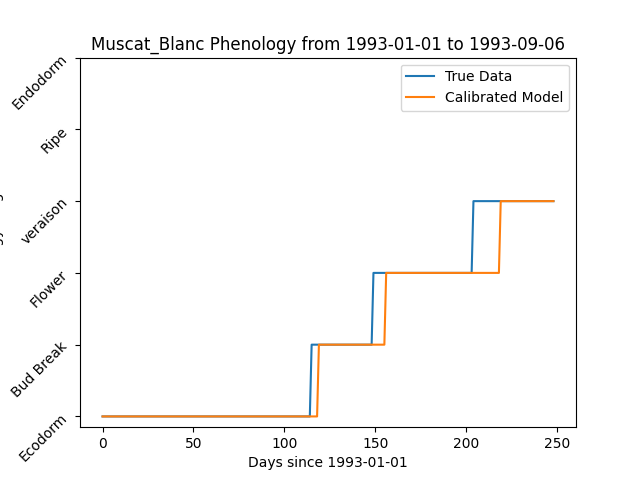 Muscat_Blanc Phenology from 1993-01-01 to 1993-09-06
Endodorm
Ripe
veraison
Flower
Bud Break
Ecodorm
True Data
Calibrated Model
0 50 100 150 200 250
Days since 1993-01-01